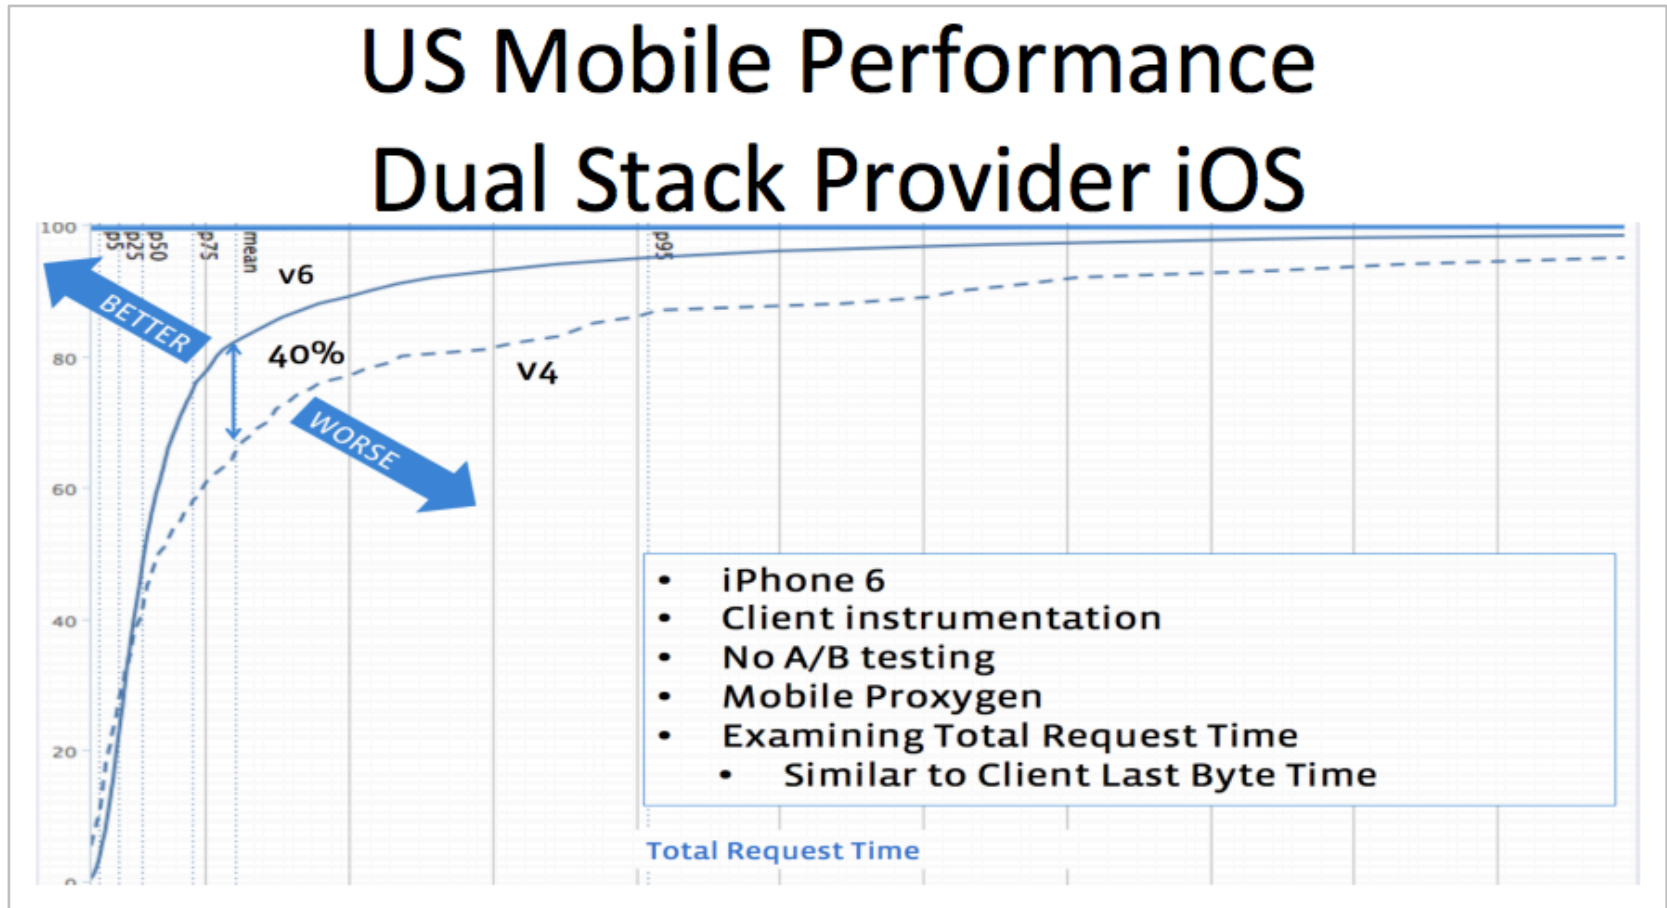 US Mobile Performance
Dual Stack Provider iOS
100
p5
p25
p50
p75
mean
p95
v6
BETTER
40%
80
v4
WORSE
60
• iPhone 6
• Client instrumentation
40
• No A/B testing
• Mobile Proxygen
• Examining Total Request Time
20
• Similar to Client Last Byte Time
Total Request Time
0